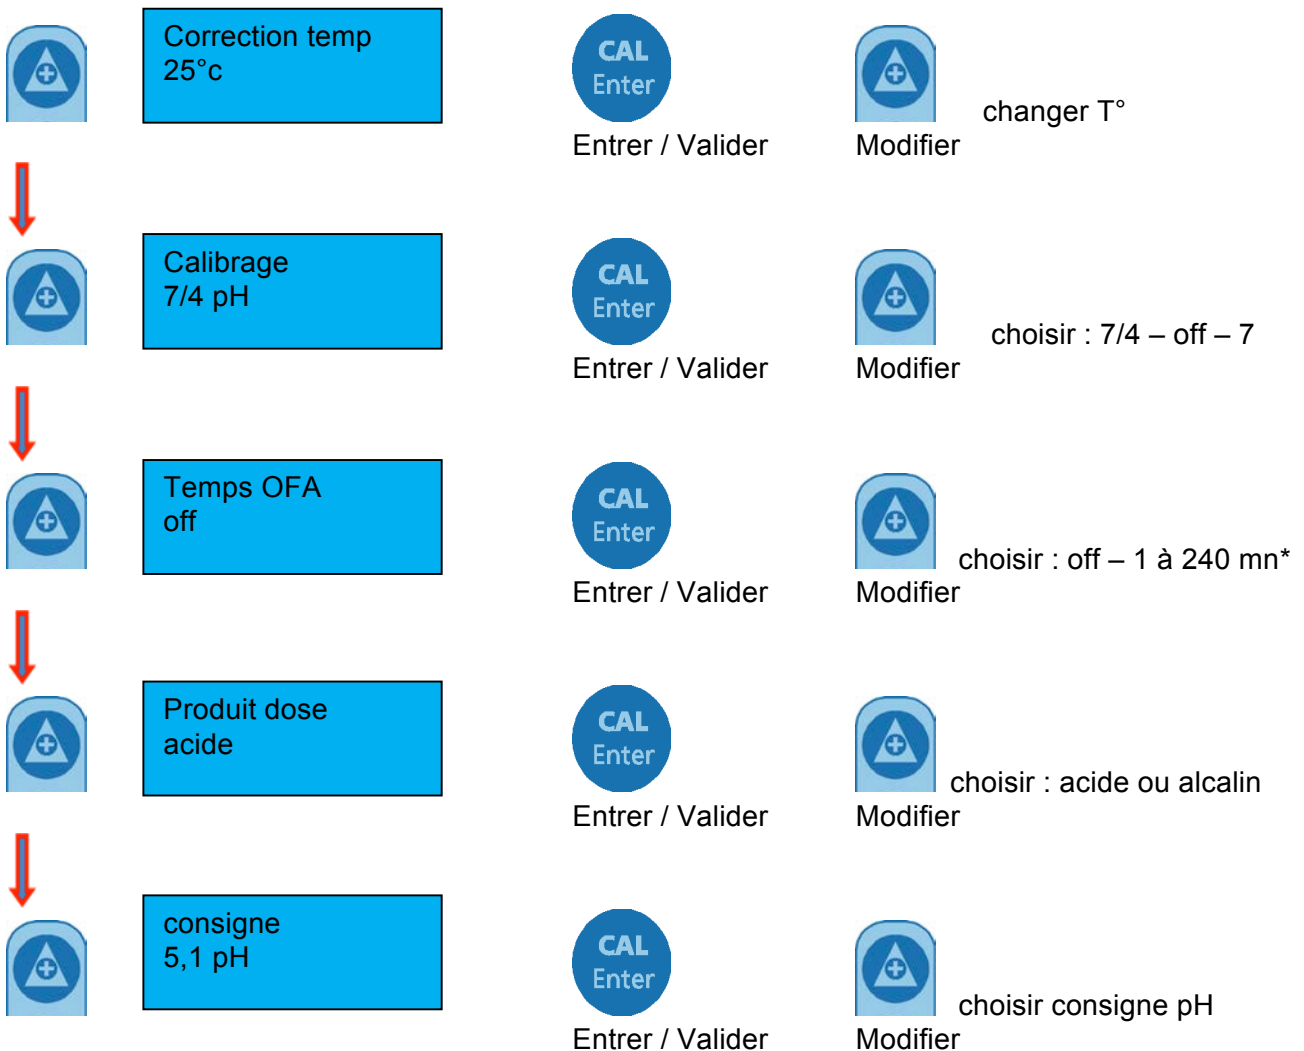 Correction temp
25°c
CAL
Enter
changer T°
Entrer / Valider
Modifier
Calibrage
7/4 pH
CAL
Enter
choisir : 7/4 – off – 7
Entrer / Valider
Modifier
Temps OFA
off
CAL
Enter
choisir : off – 1 à 240 mn*
Entrer / Valider
Modifier
Produit dose
acide
CAL
Enter
choisir : acide ou alcalin
Entrer / Valider
Modifier
consigne
5,1 pH
CAL
Enter
choisir consigne pH
Entrer / Valider
Modifier